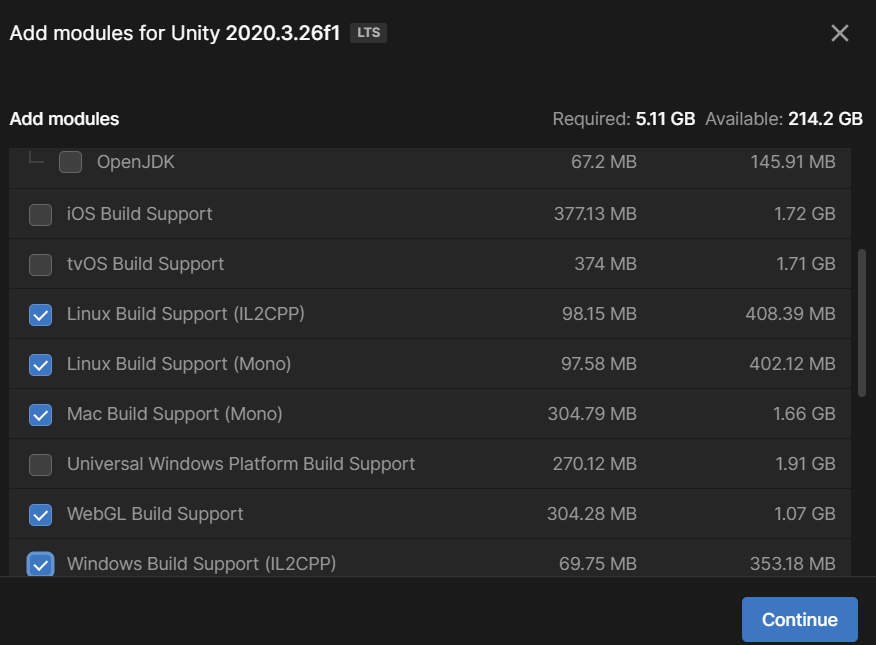 Add modules for Unity 2020.3.26f1 LTS
Add modules Required: 5.11 GB Available: 214.2 GB
OpenJDK 67.2 MB 145.91 MB
iOS Build Support 377.13 MB 1.72 GB
tvOS Build Support 374 MB 1.71 GB
Linux Build Support (IL2CPP) 98.15 MB 408.39 MB
Linux Build Support (Mono) 97.58 MB 402.12 MB
Mac Build Support (Mono) 304.79 MB 1.66 GB
Universal Windows Platform Build Support 270.12 MB 1.91 GB
WebGL Build Support 304.28 MB 1.07 GB
Windows Build Support (IL2CPP) 69.75 MB 353.18 MB
Continue